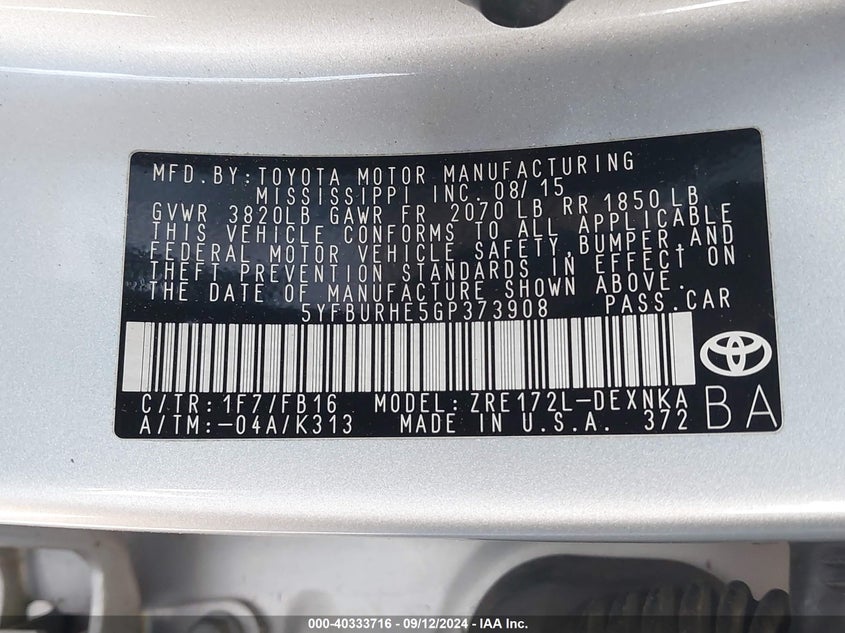 MFD. BY: TOYOTA MOTOR MANUFACTURING
MISSISSIPPI INC. 08/15
GVWR 3820LB GAWR FR 2070 LB RR 1850 LB
THIS VEHICLE CONFORMS TO ALL APPLICABLE
FEDERAL MOTOR VEHICLE SAFETY, BUMPER, AND
THEFT PREVENTION STANDARDS IN EFFECT ON
THE DATE OF MANUFACTURE SHOWN ABOVE.
5YFBURHE5GP373908 PASS. CAR
C/TR: 1F7/FB16 MODEL: ZRE172L-DEXNKA
A/TM: -04A/K313 MADE IN U.S.A. 372
BA
000-40333716 - 09/12/2024 - IAA Inc.